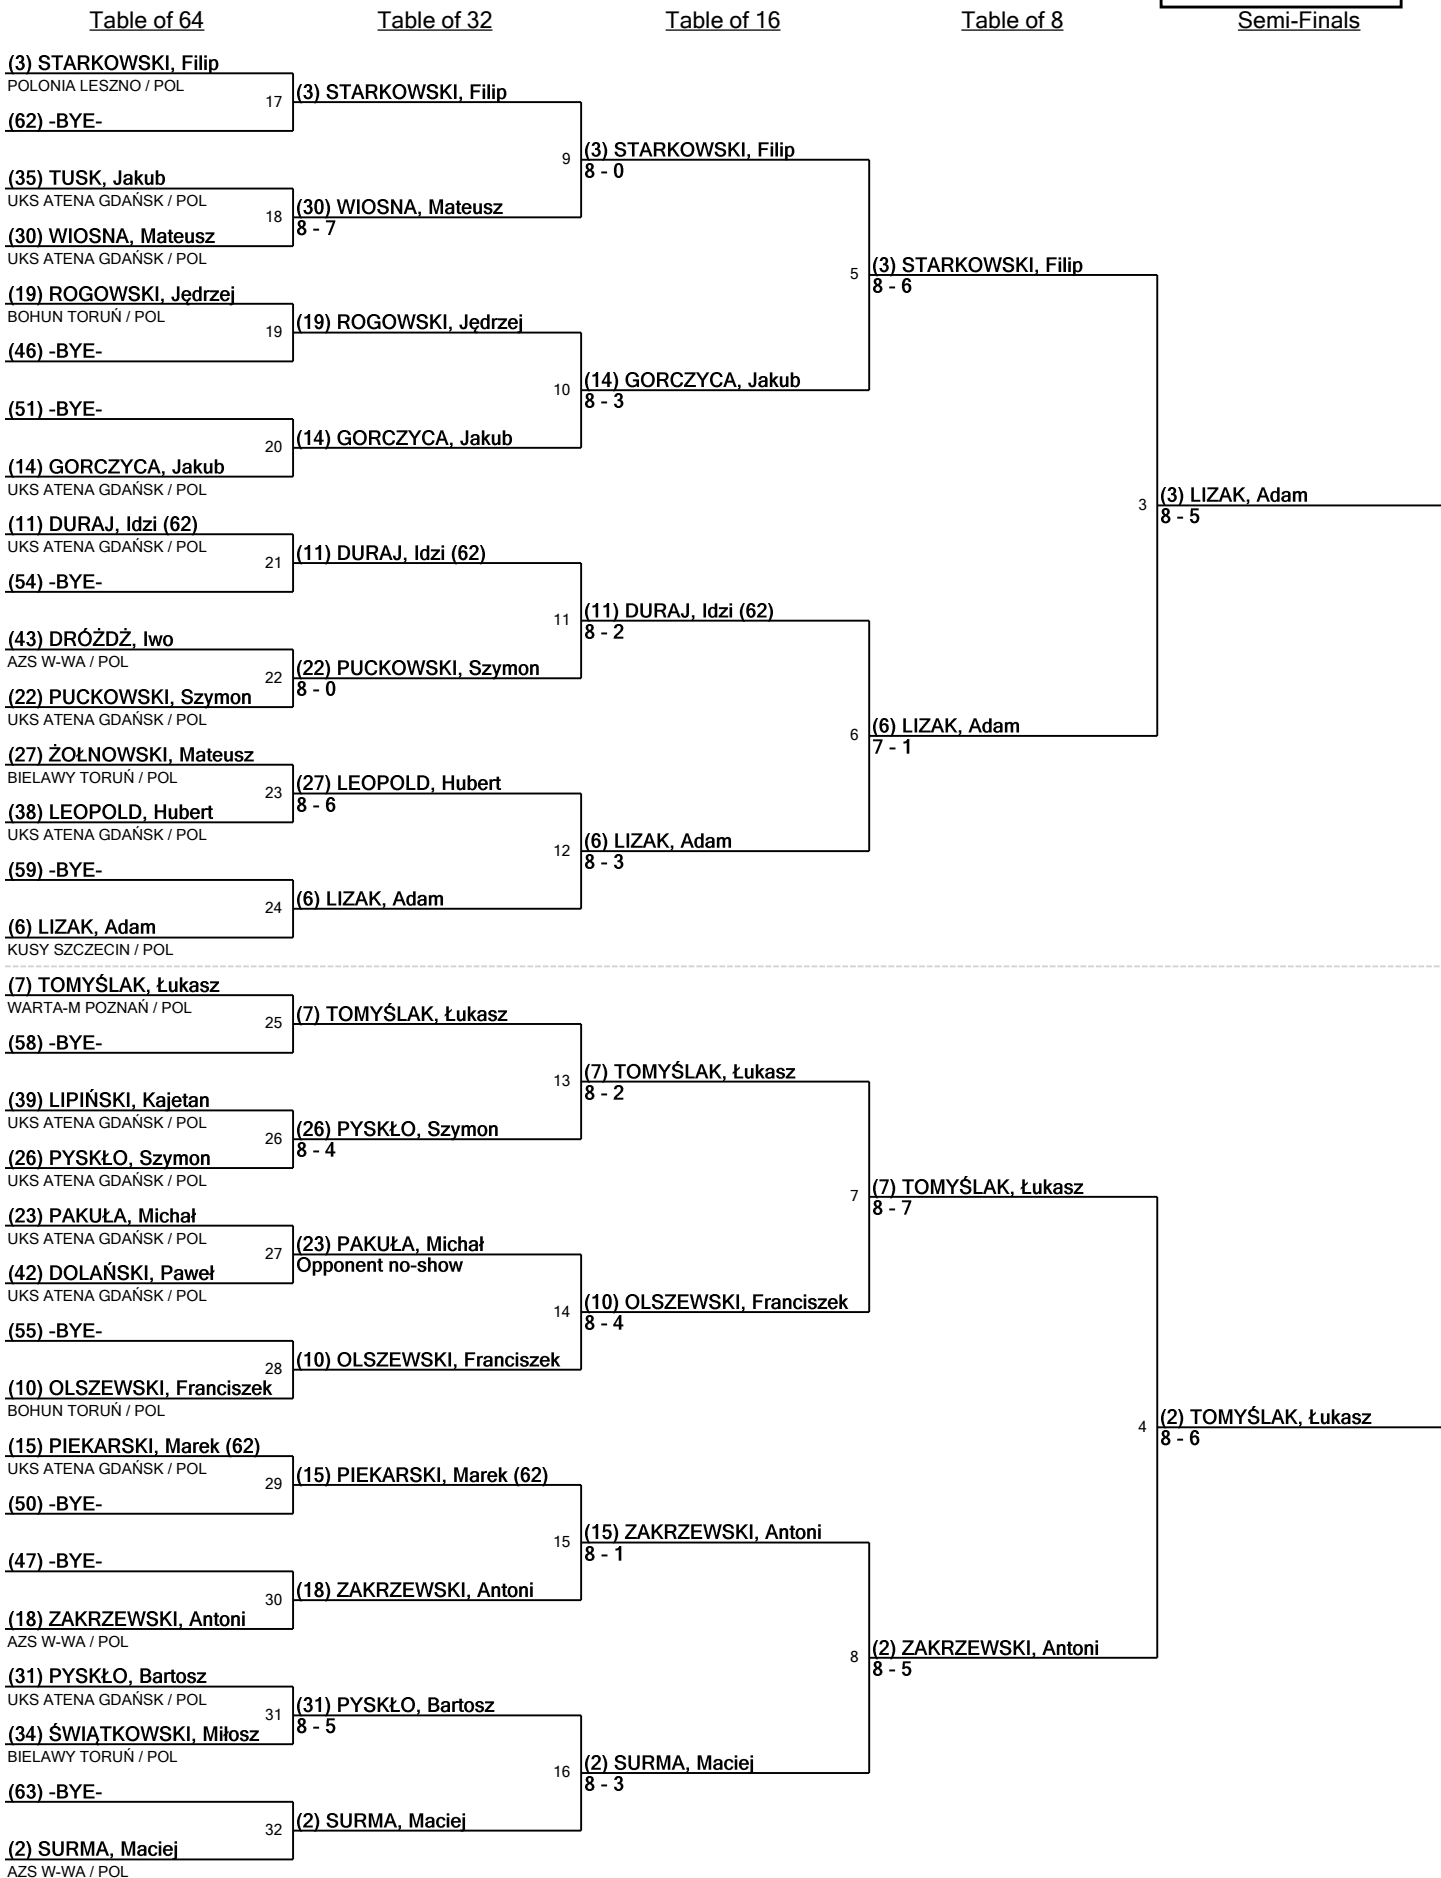 Table of 64
Table of 32
Table of 16
Table of 8
Semi-Finals
(3) STARKOWSKI, Filip
POLONIA LESZNO / POL
17
(62) -BYE-
(35) TUSK, Jakub
UKS ATENA GDAŃSK / POL
18
(30) WIOSNA, Mateusz
UKS ATENA GDAŃSK / POL
(19) ROGOWSKI, Jędrzej
BOHUN TORUŃ / POL
19
(46) -BYE-
(51) -BYE-
20
(14) GORCZYCA, Jakub
UKS ATENA GDAŃSK / POL
(11) DURAJ, Idzi (62)
UKS ATENA GDAŃSK / POL
21
(54) -BYE-
(43) DRÓŻDŻ, Iwo
AZS W-WA / POL
22
(22) PUCKOWSKI, Szymon
UKS ATENA GDAŃSK / POL
(27) ŻOŁNOWSKI, Mateusz
BIELAWY TORUŃ / POL
23
(38) LEOPOLD, Hubert
UKS ATENA GDAŃSK / POL
(59) -BYE-
24
(6) LIZAK, Adam
KUSY SZCZECIN / POL
(7) TOMYŚLAK, Łukasz
WARTA-M POZNAŃ / POL
25
(58) -BYE-
(39) LIPIŃSKI, Kajetan
UKS ATENA GDAŃSK / POL
26
(26) PYSKŁO, Szymon
UKS ATENA GDAŃSK / POL
(23) PAKUŁA, Michał
UKS ATENA GDAŃSK / POL
27
(42) DOLAŃSKI, Paweł
UKS ATENA GDAŃSK / POL
(55) -BYE-
28
(10) OLSZEWSKI, Franciszek
BOHUN TORUŃ / POL
(15) PIEKARSKI, Marek (62)
UKS ATENA GDAŃSK / POL
29
(50) -BYE-
(47) -BYE-
30
(18) ZAKRZEWSKI, Antoni
AZS W-WA / POL
(31) PYSKŁO, Bartosz
UKS ATENA GDAŃSK / POL
31
(34) ŚWIĄTKOWSKI, Miłosz
BIELAWY TORUŃ / POL
(63) -BYE-
32
(2) SURMA, Maciej
AZS W-WA / POL
(3) STARKOWSKI, Filip
9
(30) WIOSNA, Mateusz
8 - 7
(19) ROGOWSKI, Jędrzej
10
(14) GORCZYCA, Jakub
(11) DURAJ, Idzi (62)
11
(22) PUCKOWSKI, Szymon
8 - 0
(27) LEOPOLD, Hubert
8 - 6
12
(6) LIZAK, Adam
(7) TOMYŚLAK, Łukasz
13
(26) PYSKŁO, Szymon
8 - 4
(23) PAKUŁA, Michał
Opponent no-show
14
(10) OLSZEWSKI, Franciszek
(15) PIEKARSKI, Marek (62)
15
(18) ZAKRZEWSKI, Antoni
(31) PYSKŁO, Bartosz
8 - 5
16
(2) SURMA, Maciej
(3) STARKOWSKI, Filip
8 - 0
5
(14) GORCZYCA, Jakub
8 - 3
(11) DURAJ, Idzi (62)
8 - 2
6
(6) LIZAK, Adam
8 - 3
(7) TOMYŚLAK, Łukasz
8 - 2
7
(10) OLSZEWSKI, Franciszek
8 - 4
(15) ZAKRZEWSKI, Antoni
8 - 1
8
(2) SURMA, Maciej
8 - 3
(3) STARKOWSKI, Filip
8 - 6
3
(6) LIZAK, Adam
7 - 1
(7) TOMYŚLAK, Łukasz
8 - 7
4
(2) ZAKRZEWSKI, Antoni
8 - 5
(3) LIZAK, Adam
8 - 5
(2) TOMYŚLAK, Łukasz
8 - 6